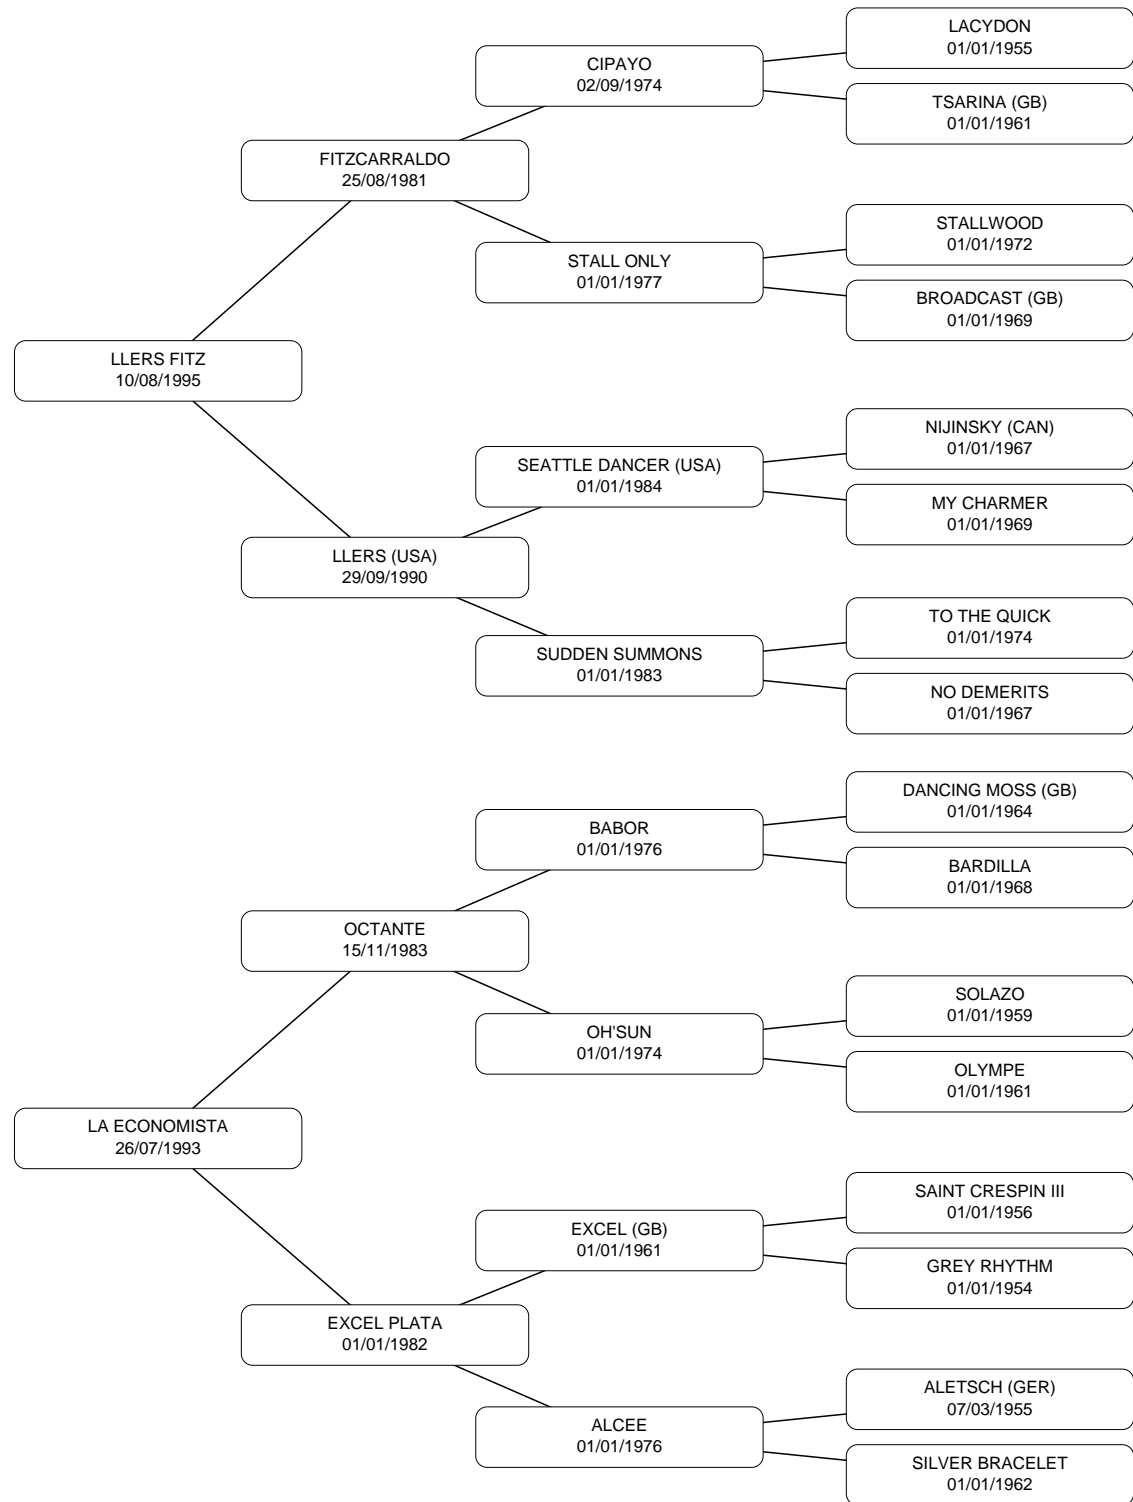 LACYDON
01/01/1955
CIPAYO
02/09/1974
TSARINA (GB)
01/01/1961
FITZCARRALDO
25/08/1981
STALLWOOD
01/01/1972
STALL ONLY
01/01/1977
BROADCAST (GB)
01/01/1969
LLERS FITZ
10/08/1995
NIJINSKY (CAN)
01/01/1967
SEATTLE DANCER (USA)
01/01/1984
MY CHARMER
01/01/1969
LLERS (USA)
29/09/1990
TO THE QUICK
01/01/1974
SUDDEN SUMMONS
01/01/1983
NO DEMERITS
01/01/1967
DANCING MOSS (GB)
01/01/1964
BABOR
01/01/1976
BARDILLA
01/01/1968
OCTANTE
15/11/1983
SOLAZO
01/01/1959
OH'SUN
01/01/1974
OLYMPE
01/01/1961
LA ECONOMISTA
26/07/1993
SAINT CRESPIN III
01/01/1956
EXCEL (GB)
01/01/1961
GREY RHYTHM
01/01/1954
EXCEL PLATA
01/01/1982
ALETSCH (GER)
07/03/1955
ALCEE
01/01/1976
SILVER BRACELET
01/01/1962